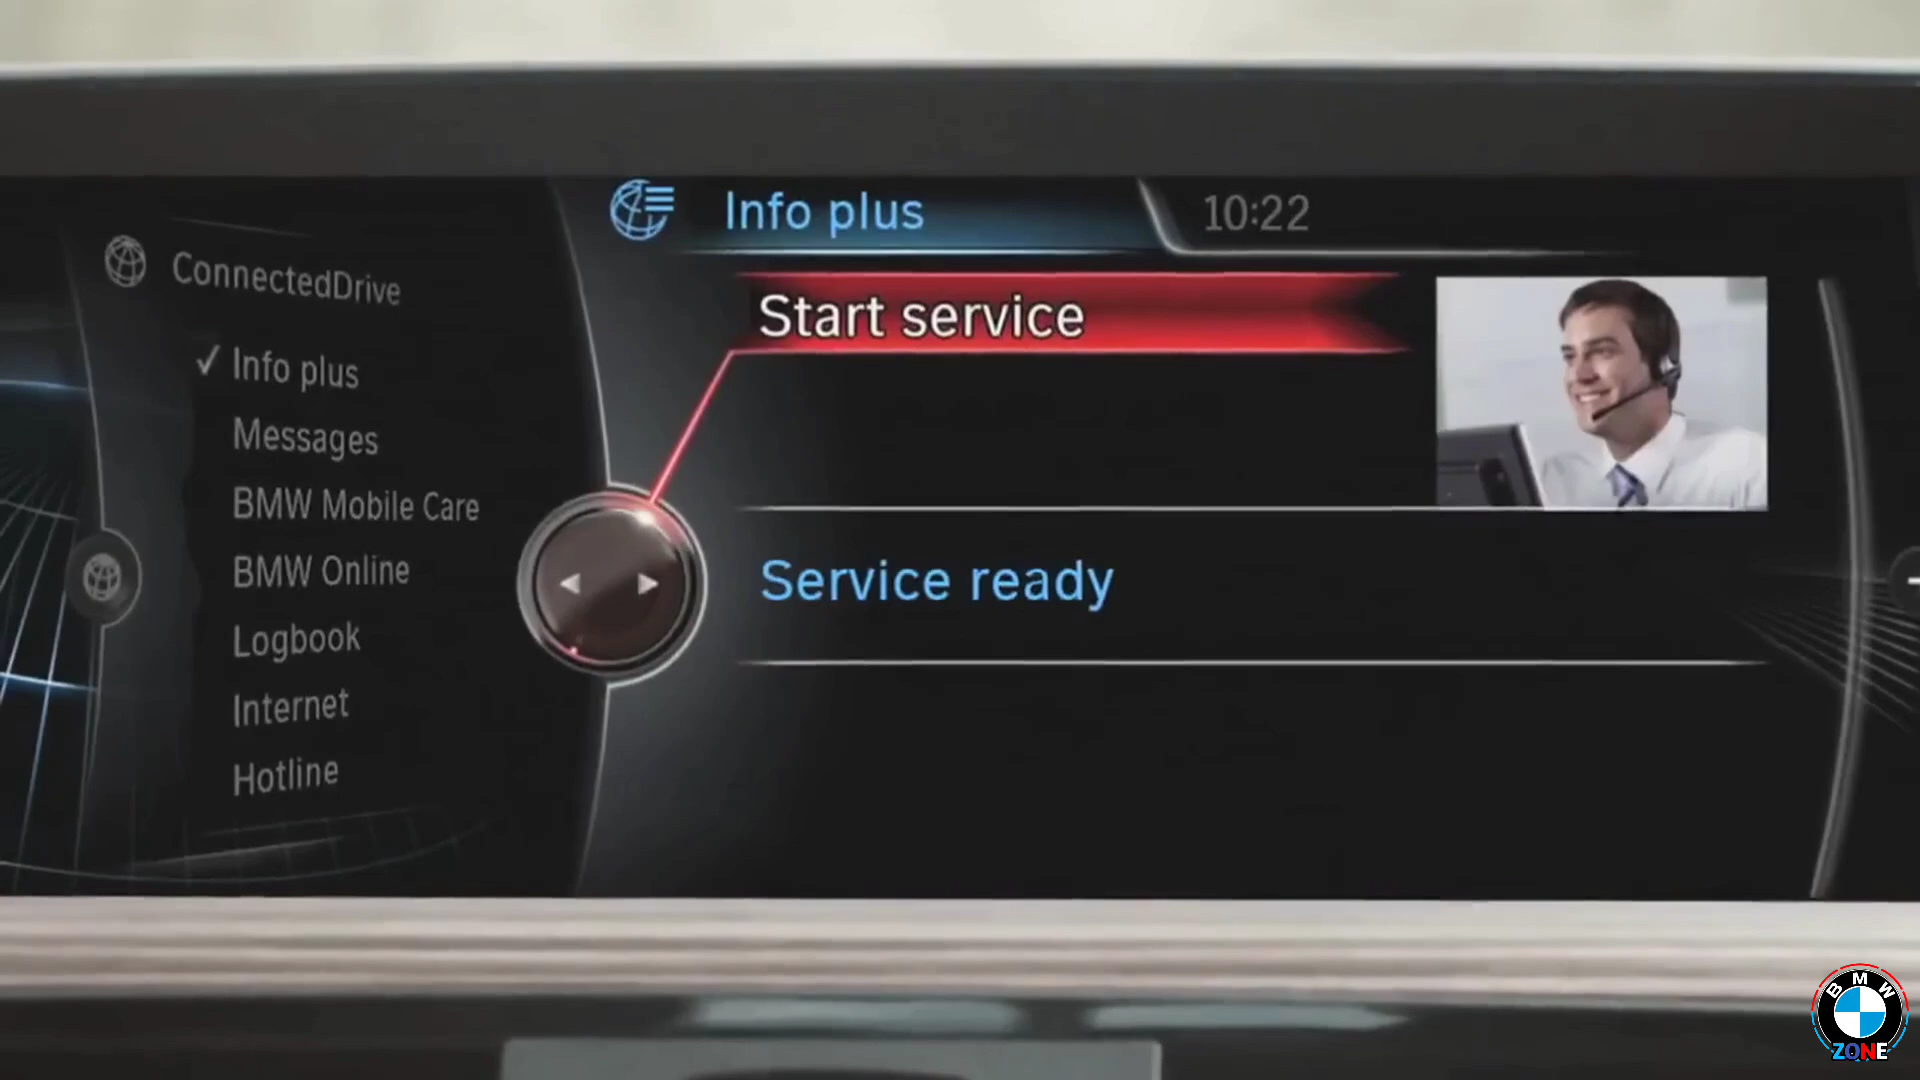 Info plus
10:22
ConnectedDrive
✓ Info plus
Messages
BMW Mobile Care
BMW Online
Logbook
Internet
Hotline
Start service
Service ready
BMW
ZONE